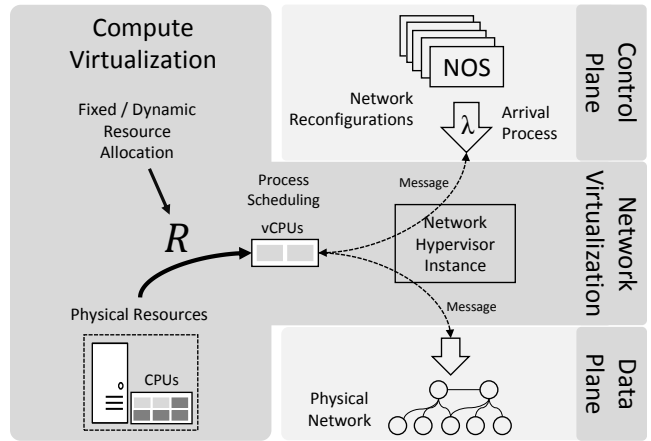 Compute
Virtualization
Fixed / Dynamic
Resource
Allocation
R
Physical Resources
CPUs
Process
Scheduling
vCPUs
NOS
Network
Reconfigurations
λ
Arrival
Process
Message
Network
Hypervisor
Instance
Message
Physical
Network
Control
Plane
Network
Virtualization
Data
Plane